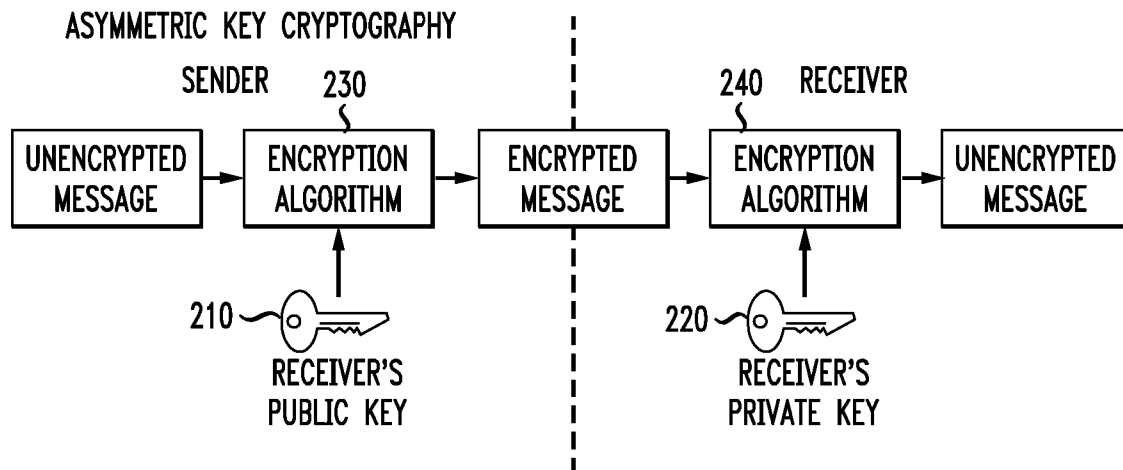 ASYMMETRIC KEY CRYPTOGRAPHY
SENDER
230
240
RECEIVER
UNENCRYPTED
MESSAGE
ENCRYPTION
ALGORITHM
ENCRYPTED
MESSAGE
ENCRYPTION
ALGORITHM
UNENCRYPTED
MESSAGE
210
RECEIVER'S
PUBLIC KEY
220
RECEIVER'S
PRIVATE KEY